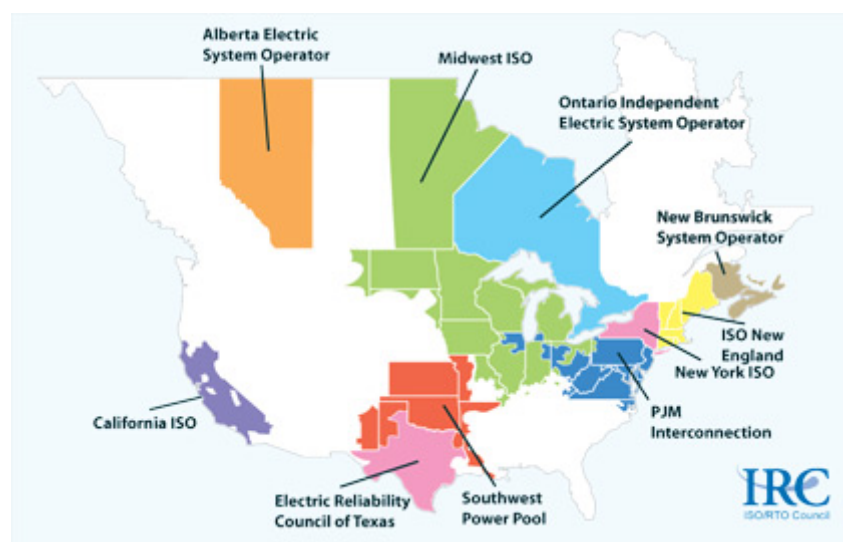 Alberta Electric
System Operator
Midwest ISO
Ontario Independent
Electric System Operator
New Brunswick
System Operator
ISO New
England
New York ISO
California ISO
PJM
Interconnection
Electric Reliability
Council of Texas
Southwest
Power Pool
IRC
ISO/RTO Council